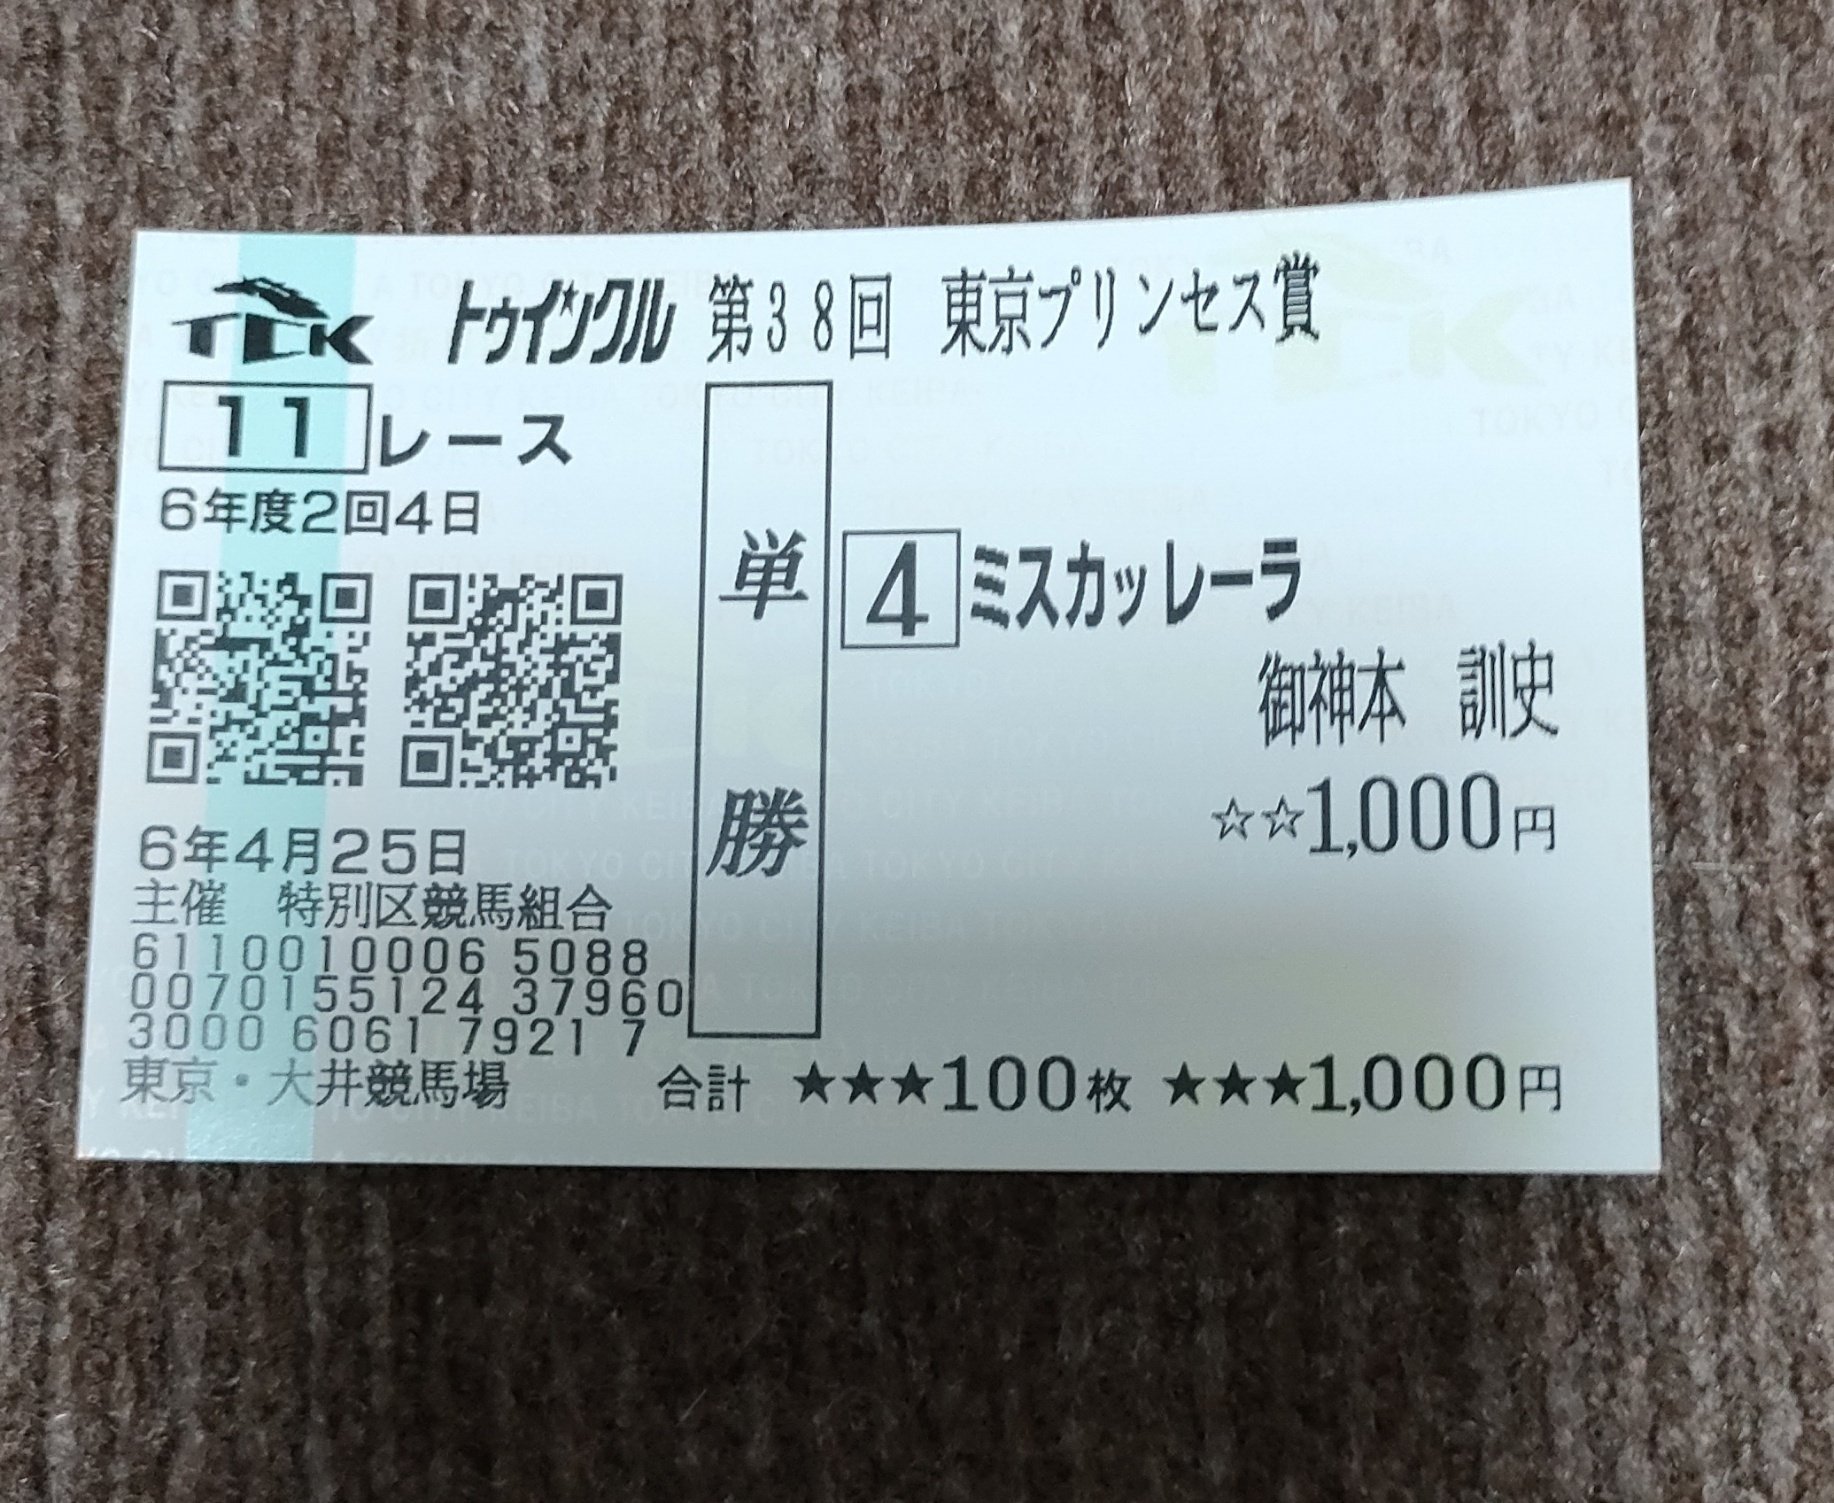 TCK トゥインクル 第38回 東京プリンセス賞
11レース
6年度2回4日
単勝
4 ミスカッレーラ
御神本 訓史
☆☆1,000円
6年4月25日
主催 特別区競馬組合
6110010006 5088
0070155124 37960
3000 6061 7921 7
東京・大井競馬場
合計 ★★★100枚 ★★★1,000円